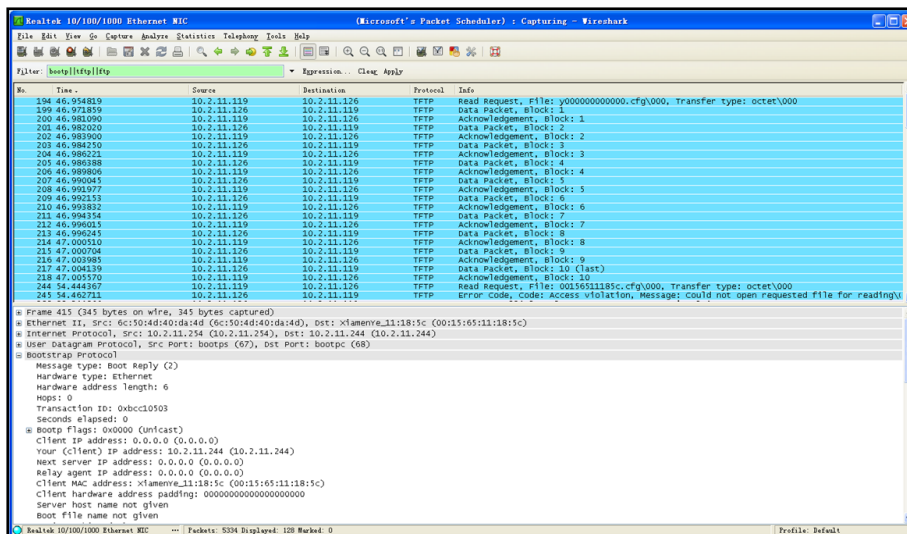 Realtek 10/100/1000 Ethernet NIC (Microsoft's Packet Scheduler) : Capturing - Wireshark
File Edit View Go Capture Analyze Statistics Telephony Tools Help
Filter: bootp||tftp||ftp Expression... Clear Apply
No. Time Source Destination Protocol Info
194 46.954819 10.2.11.119 10.2.11.126 TFTP Read Request, File: y000000000000.cfg\000, Transfer type: octet\000
199 46.971859 10.2.11.126 10.2.11.119 TFTP Data Packet, Block: 1
200 46.981090 10.2.11.119 10.2.11.126 TFTP Acknowledgement, Block: 1
201 46.982020 10.2.11.126 10.2.11.119 TFTP Data Packet, Block: 2
202 46.983900 10.2.11.119 10.2.11.126 TFTP Acknowledgement, Block: 2
203 46.984250 10.2.11.126 10.2.11.119 TFTP Data Packet, Block: 3
204 46.986221 10.2.11.119 10.2.11.126 TFTP Acknowledgement, Block: 3
205 46.986388 10.2.11.126 10.2.11.119 TFTP Data Packet, Block: 4
206 46.989806 10.2.11.119 10.2.11.126 TFTP Acknowledgement, Block: 4
207 46.990045 10.2.11.126 10.2.11.119 TFTP Data Packet, Block: 5
208 46.991977 10.2.11.119 10.2.11.126 TFTP Acknowledgement, Block: 5
209 46.992153 10.2.11.126 10.2.11.119 TFTP Data Packet, Block: 6
210 46.993832 10.2.11.119 10.2.11.126 TFTP Acknowledgement, Block: 6
211 46.994354 10.2.11.126 10.2.11.119 TFTP Data Packet, Block: 7
212 46.996015 10.2.11.119 10.2.11.126 TFTP Acknowledgement, Block: 7
213 46.996245 10.2.11.126 10.2.11.119 TFTP Data Packet, Block: 8
214 47.000510 10.2.11.119 10.2.11.126 TFTP Acknowledgement, Block: 8
215 47.000704 10.2.11.126 10.2.11.119 TFTP Data Packet, Block: 9
216 47.003985 10.2.11.119 10.2.11.126 TFTP Acknowledgement, Block: 9
217 47.004139 10.2.11.126 10.2.11.119 TFTP Data Packet, Block: 10 (last)
218 47.005570 10.2.11.119 10.2.11.126 TFTP Acknowledgement, Block: 10
244 54.444367 10.2.11.119 10.2.11.126 TFTP Read Request, File: 00156511185c.cfg\000, Transfer type: octet\000
245 54.462711 10.2.11.126 10.2.11.119 TFTP Error Code, Code: Access violation, Message: Could not open requested file for reading\
Frame 415 (345 bytes on wire, 345 bytes captured)
Ethernet II, Src: 6c:50:4d:40:da:4d (6c:50:4d:40:da:4d), Dst: XiamenYe_11:18:5c (00:15:65:11:18:5c)
Internet Protocol, Src: 10.2.11.254 (10.2.11.254), Dst: 10.2.11.244 (10.2.11.244)
User Datagram Protocol, Src Port: bootps (67), Dst Port: bootpc (68)
Bootstrap Protocol
Message type: Boot Reply (2)
Hardware type: Ethernet
Hardware address length: 6
Hops: 0
Transaction ID: 0xbcc10503
Seconds elapsed: 0
Bootp flags: 0x0000 (Unicast)
Client IP address: 0.0.0.0 (0.0.0.0)
Your (client) IP address: 10.2.11.244 (10.2.11.244)
Next server IP address: 0.0.0.0 (0.0.0.0)
Relay agent IP address: 0.0.0.0 (0.0.0.0)
Client MAC address: XiamenYe_11:18:5c (00:15:65:11:18:5c)
Client hardware address padding: 00000000000000000000
Server host name not given
Boot file name not given
Realtek 10/100/1000 Ethernet NIC ... Packets: 5334 Displayed: 128 Marked: 0 Profile: Default